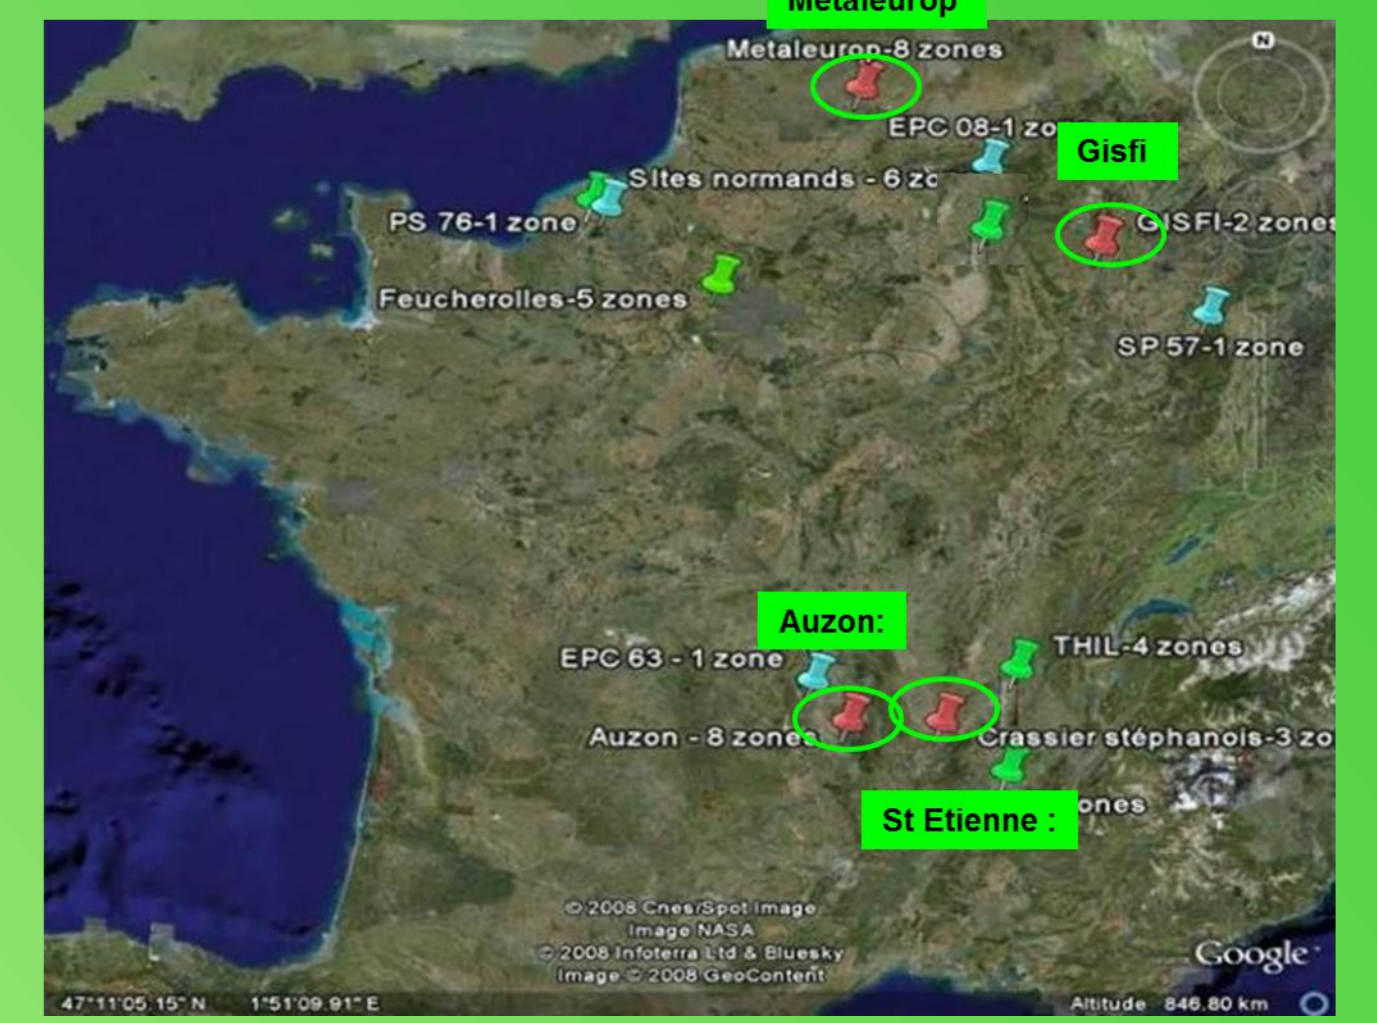 Metaleurop
Metaleurop-8 zones
N
EPC 08-1 zo
Gisfi
Sites normands - 6 zo
PS 76-1 zone
GISFI-2 zones
Feucherolles-5 zones
SP 57-1 zone
Auzon:
EPC 63 - 1 zone
THIL-4 zones
Auzon - 8 zones
Crassier stéphanois-3 zo
St Etienne :
ones
© 2008 Cnes/Spot Image
Image NASA
© 2008 Infoterra Ltd & Bluesky
Image © 2008 GeoContent
Google
47°11'05.15" N 1°51'09.91" E
Altitude 846.80 km